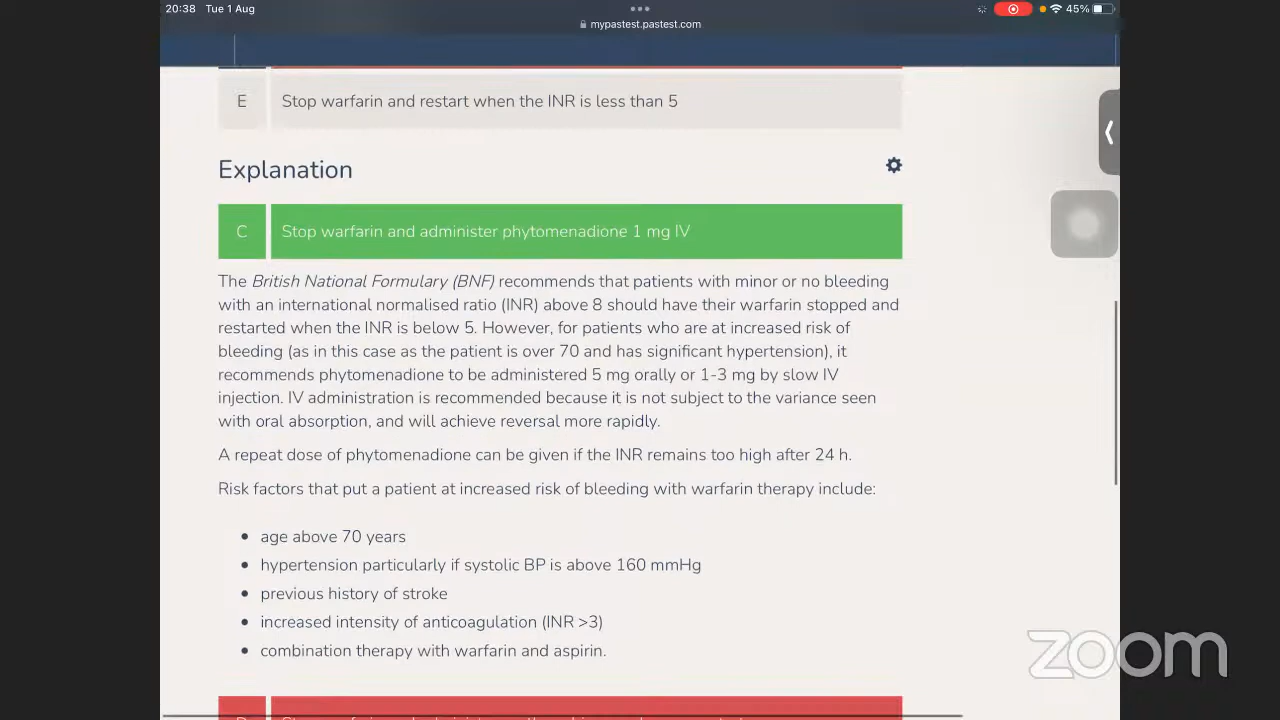 20:38 Tue 1 Aug
45%
mypastest.pastest.com
E Stop warfarin and restart when the INR is less than 5
Explanation
C Stop warfarin and administer phytomenadione 1 mg IV
The British National Formulary (BNF) recommends that patients with minor or no bleeding
with an international normalised ratio (INR) above 8 should have their warfarin stopped and
restarted when the INR is below 5. However, for patients who are at increased risk of
bleeding (as in this case as the patient is over 70 and has significant hypertension), it
recommends phytomenadione to be administered 5 mg orally or 1-3 mg by slow IV
injection. IV administration is recommended because it is not subject to the variance seen
with oral absorption, and will achieve reversal more rapidly.
A repeat dose of phytomenadione can be given if the INR remains too high after 24 h.
Risk factors that put a patient at increased risk of bleeding with warfarin therapy include:
• age above 70 years
• hypertension particularly if systolic BP is above 160 mmHg
• previous history of stroke
• increased intensity of anticoagulation (INR >3)
• combination therapy with warfarin and aspirin.
zoom